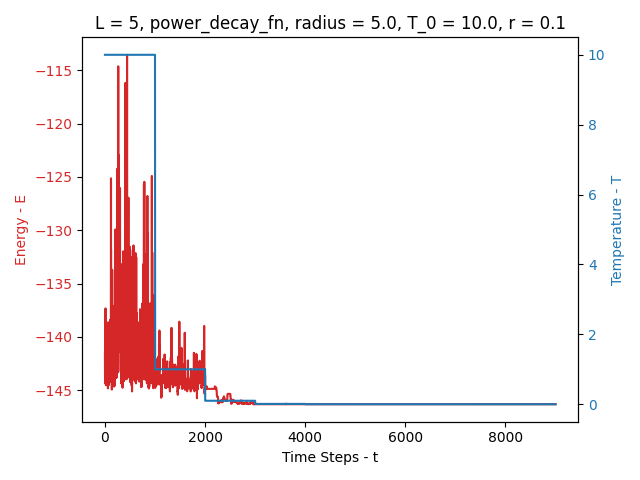 L = 5, power_decay_fn, radius = 5.0, T_0 = 10.0, r = 0.1
−115
−120
−125
−130
−135
−140
−145
Energy - E
10
8
6
4
2
0
Temperature - T
0 2000 4000 6000 8000
Time Steps - t